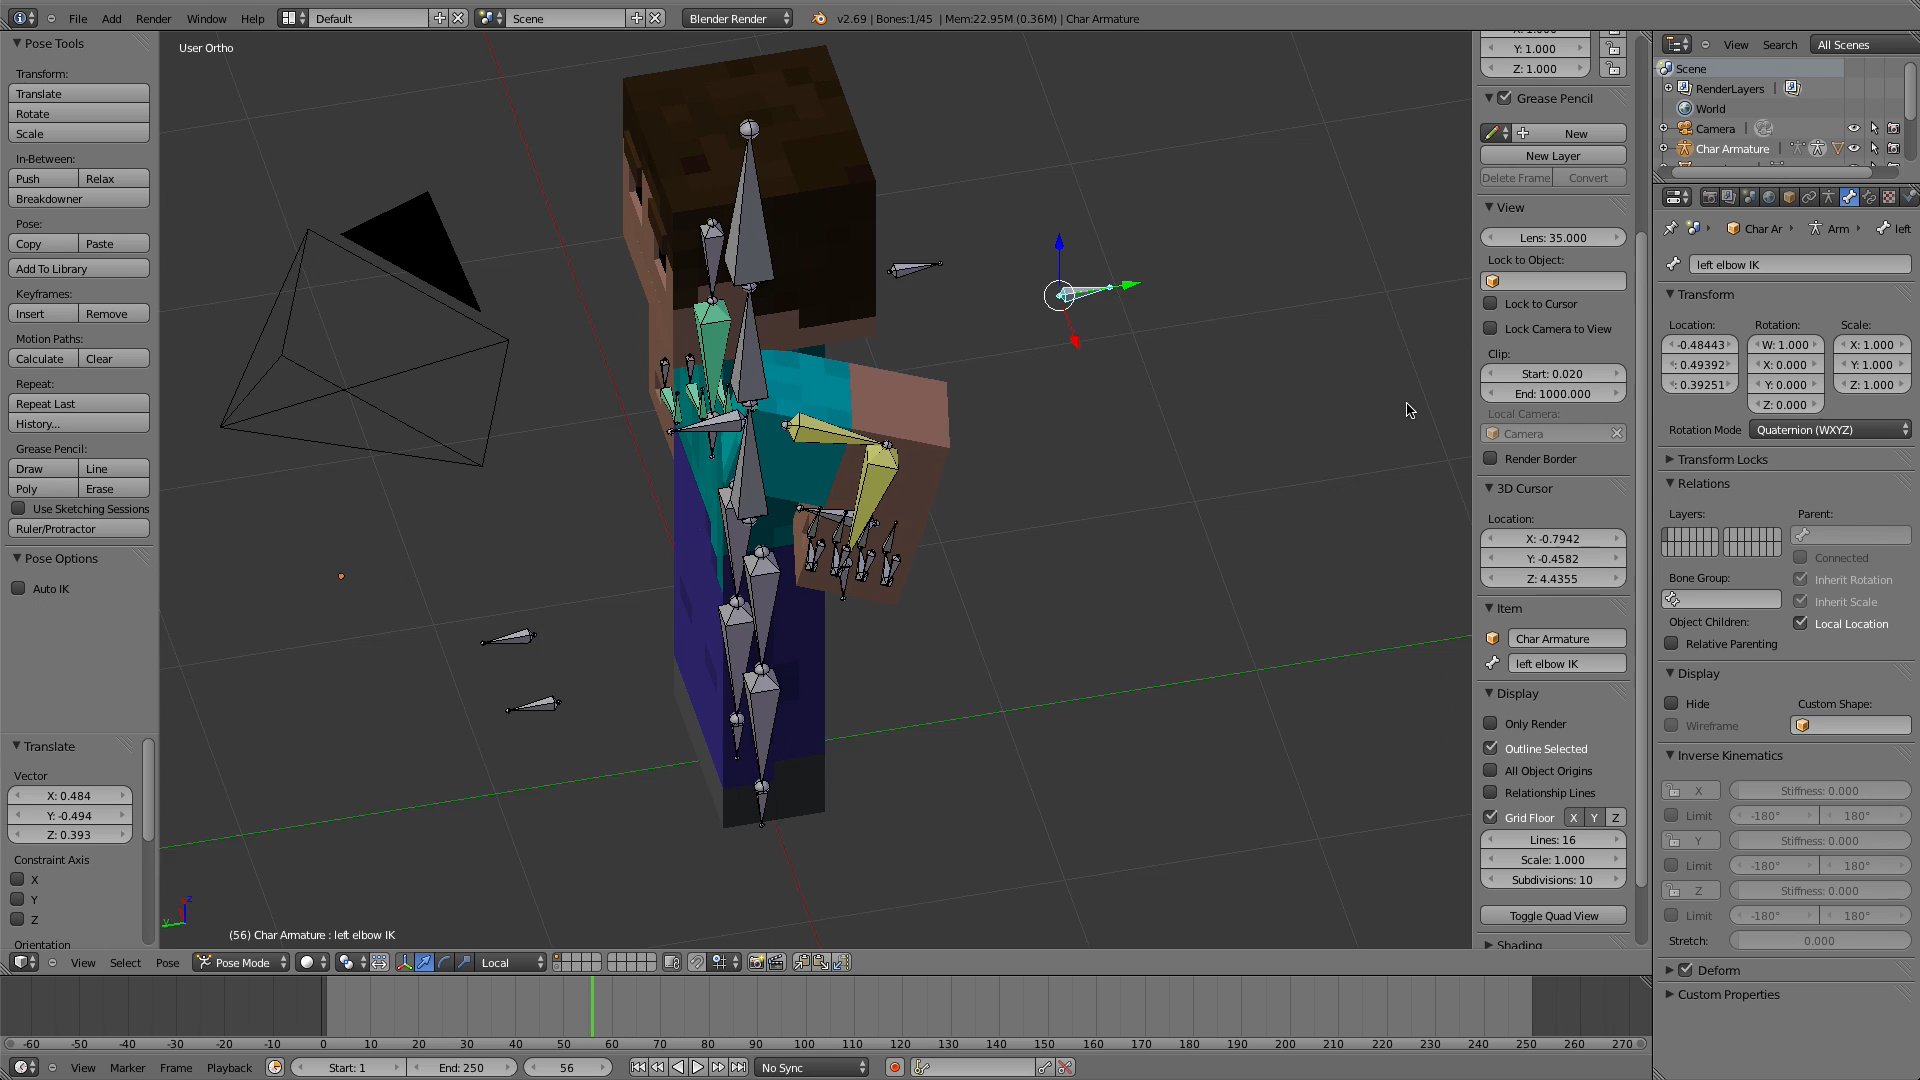 File Add Render Window Help Default Scene Blender Render v2.69 | Bones:1/45 | Mem:22.95M (0.36M) | Char Armature
Pose Tools
Transform:
Translate
Rotate
Scale
In-Between:
Push Relax
Breakdowner
Pose:
Copy Paste
Add To Library
Keyframes:
Insert Remove
Motion Paths:
Calculate Clear
Repeat:
Repeat Last
History...
Grease Pencil:
Draw Line
Poly Erase
Use Sketching Sessions
Ruler/Protractor
Pose Options
Auto IK
Translate
Vector
X: 0.484
Y: -0.494
Z: 0.393
Constraint Axis
X
Y
Z
Orientation
User Ortho
z
y
(56) Char Armature : left elbow IK
Y: 1.000
Z: 1.000
Grease Pencil
New
New Layer
Delete Frame Convert
View
Lens: 35.000
Lock to Object:
Lock to Cursor
Lock Camera to View
Clip:
Start: 0.020
End: 1000.000
Local Camera:
Camera
Render Border
3D Cursor
Location:
X: -0.7942
Y: -0.4582
Z: 4.4355
Item
Char Armature
left elbow IK
Display
Only Render
Outline Selected
All Object Origins
Relationship Lines
Grid Floor X Y Z
Lines: 16
Scale: 1.000
Subdivisions: 10
Toggle Quad View
Shading
View Search All Scenes
Scene
RenderLayers
World
Camera
Char Armature
Char Ar Arm left
left elbow IK
Transform
Location: Rotation: Scale:
-0.48443 W: 1.000 X: 1.000
: 0.49392 X: 0.000 Y: 1.000
: 0.39251 Y: 0.000 Z: 1.000
Z: 0.000
Rotation Mode Quaternion (WXYZ)
Transform Locks
Relations
Layers: Parent:
Connected
Bone Group: Inherit Rotation
Inherit Scale
Object Children: Local Location
Relative Parenting
Display
Hide Custom Shape:
Wireframe
Inverse Kinematics
X Stiffness: 0.000
Limit -180° 180°
Y Stiffness: 0.000
Limit -180° 180°
Z Stiffness: 0.000
Limit -180° 180°
Stretch: 0.000
Deform
Custom Properties
View Select Pose Pose Mode Local
-60 -50 -40 -30 -20 -10 0 10 20 30 40 50 60 70 80 90 100 110 120 130 140 150 160 170 180 190 200 210 220 230 240 250 260 270
View Marker Frame Playback Start: 1 End: 250 56 No Sync